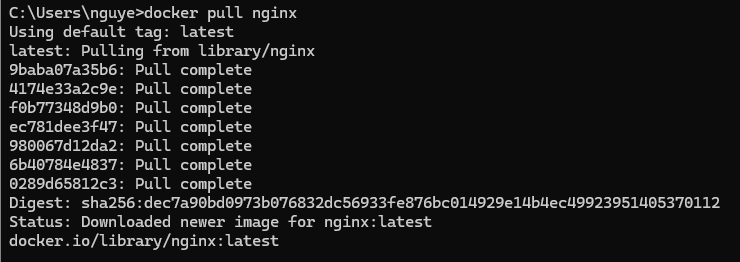 C:\Users\nguye>docker pull nginx
Using default tag: latest
latest: Pulling from library/nginx
9baba07a35b6: Pull complete
4174e33a2c9e: Pull complete
f0b77348d9b0: Pull complete
ec781dee3f47: Pull complete
980067d12da2: Pull complete
6b40784e4837: Pull complete
0289d65812c3: Pull complete
Digest: sha256:dec7a90bd0973b076832dc56933fe876bc014929e14b4ec49923951405370112
Status: Downloaded newer image for nginx:latest
docker.io/library/nginx:latest